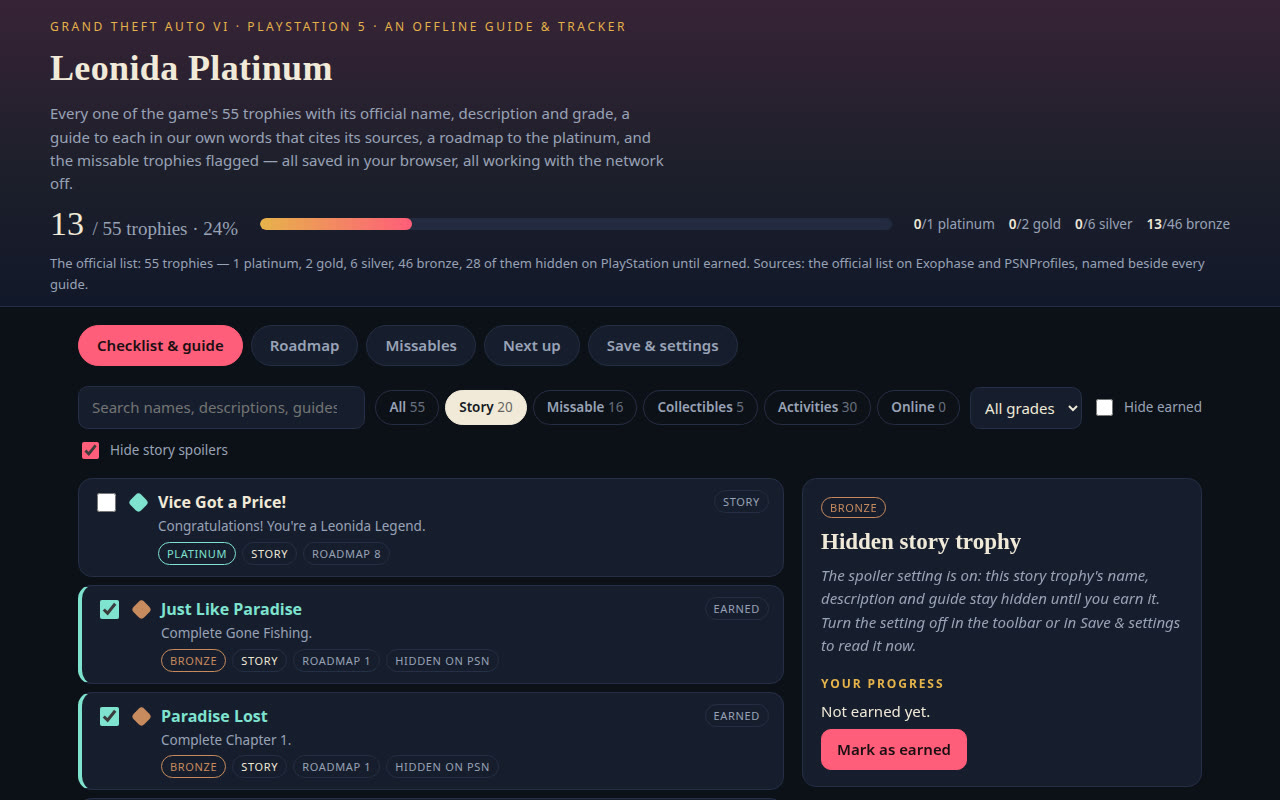 GRAND THEFT AUTO VI · PLAYSTATION 5 · AN OFFLINE GUIDE & TRACKER
Leonida Platinum
Every one of the game's 55 trophies with its official name, description and grade, a
guide to each in our own words that cites its sources, a roadmap to the platinum, and
the missable trophies flagged — all saved in your browser, all working with the network
off.
13 / 55 trophies · 24%
0/1 platinum 0/2 gold 0/6 silver 13/46 bronze
The official list: 55 trophies — 1 platinum, 2 gold, 6 silver, 46 bronze, 28 of them hidden on PlayStation until earned. Sources: the official list on Exophase and PSNProfiles, named beside every
guide.
Checklist & guide Roadmap Missables Next up Save & settings
Search names, descriptions, guides All 55 Story 20 Missable 16 Collectibles 5 Activities 30 Online 0 All grades Hide earned
Hide story spoilers
Vice Got a Price! STORY
Congratulations! You're a Leonida Legend.
PLATINUM STORY ROADMAP 8
Just Like Paradise EARNED
Complete Gone Fishing.
BRONZE STORY ROADMAP 1 HIDDEN ON PSN
Paradise Lost EARNED
Complete Chapter 1.
BRONZE STORY ROADMAP 1 HIDDEN ON PSN
BRONZE
Hidden story trophy
The spoiler setting is on: this story trophy's name,
description and guide stay hidden until you earn it.
Turn the setting off in the toolbar or in Save & settings
to read it now.
YOUR PROGRESS
Not earned yet.
Mark as earned